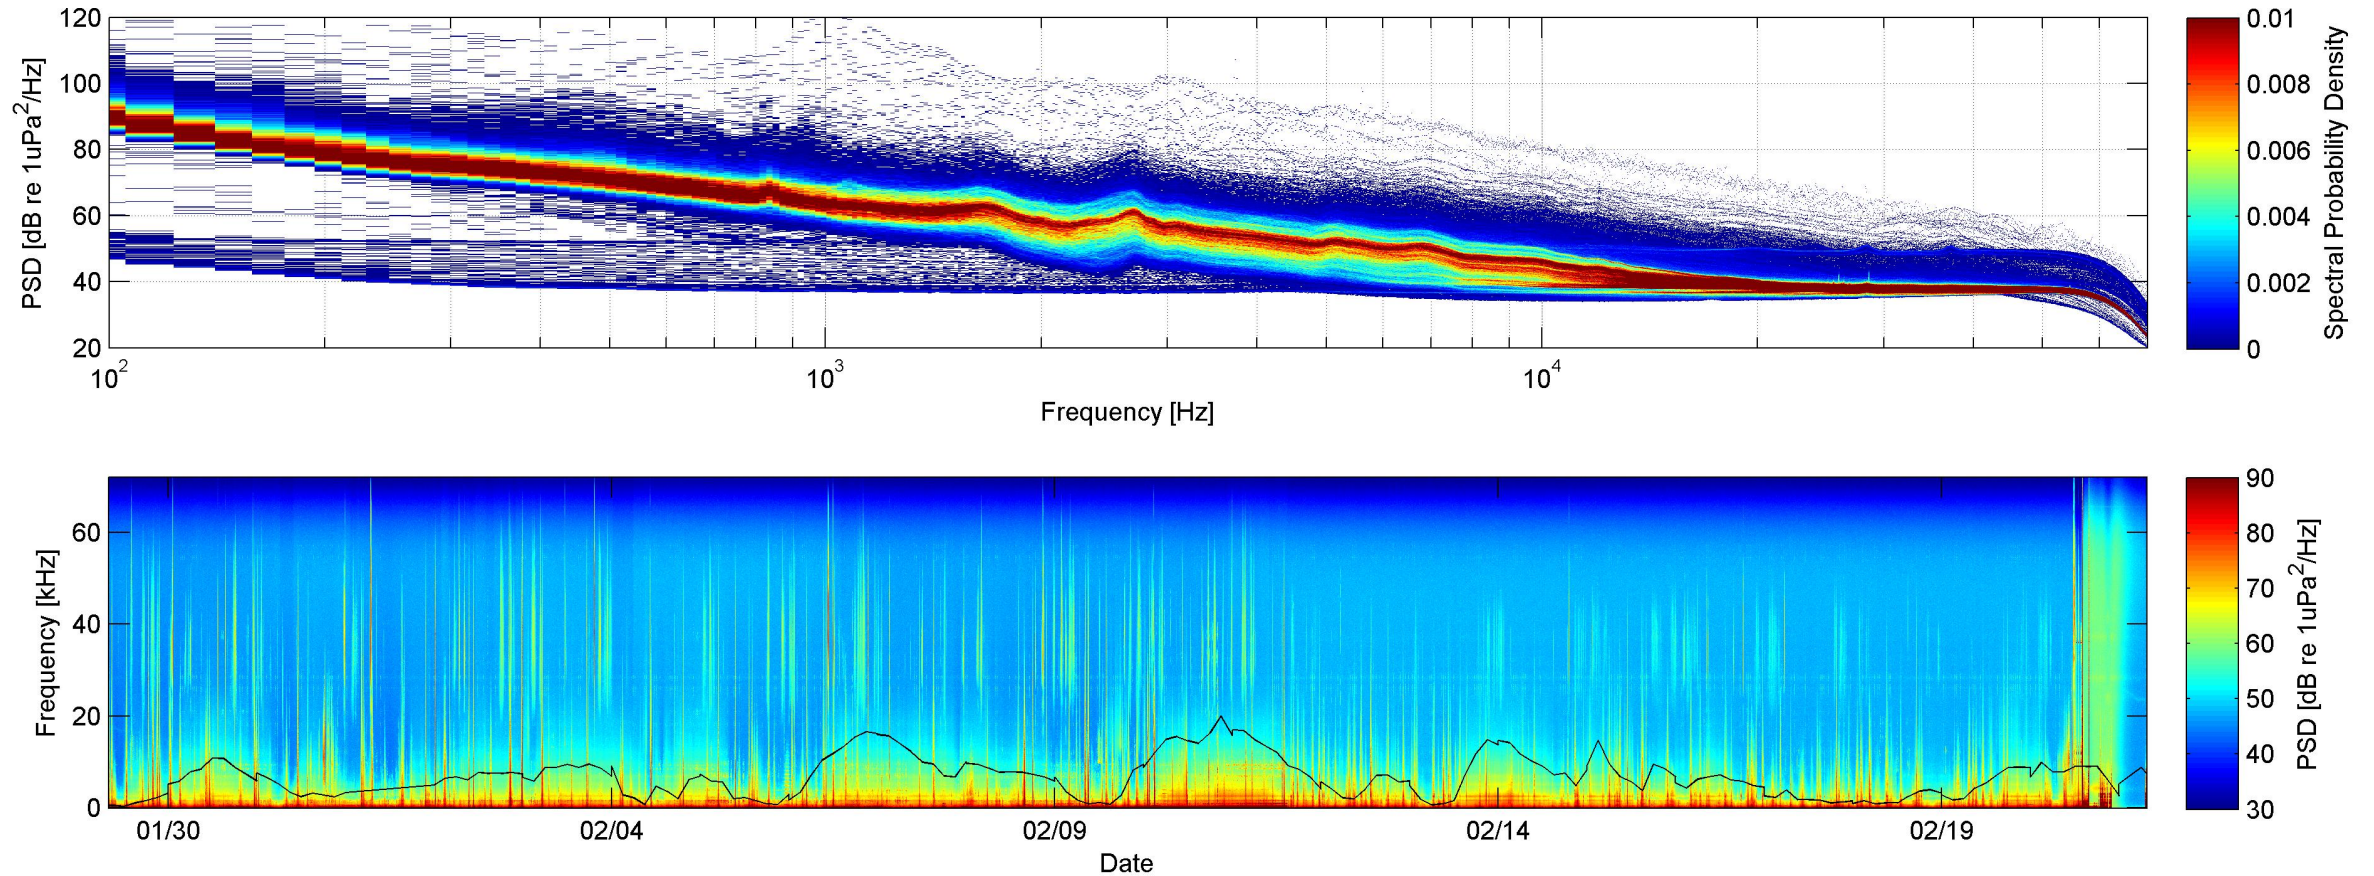 120
100
80
60
40
20
PSD [dB re 1uPa²/Hz]
10² 10³ 10⁴
Frequency [Hz]
0.01
0.008
0.006
0.004
0.002
0
Spectral Probability Density
60
40
20
0
Frequency [kHz]
01/30 02/04 02/09 02/14 02/19
Date
90
80
70
60
50
40
30
PSD [dB re 1uPa²/Hz]